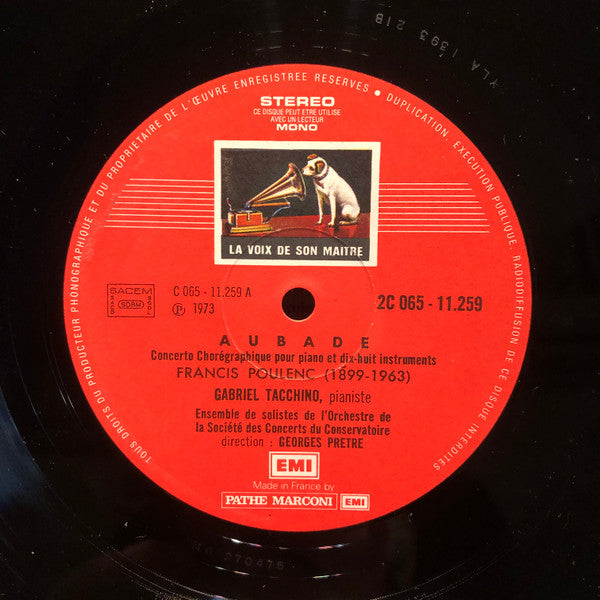 TOUS DROITS DU PRODUCTEUR PHONOGRAPHIQUE ET DU PROPRIETAIRE DE L'ŒUVRE ENREGISTREE RESERVES • DUPLICATION, EXECUTION PUBLIQUE, RADIODIFFUSION DE CE DISQUE INTERDITES
YLA 1393 21B
STEREO
CE DISQUE PEUT ETRE UTILISE
AVEC UN LECTEUR
MONO
LA VOIX DE SON MAITRE
SACEM
SDRM
C 065 - 11.259 A
Ⓟ 1973
2C 065 - 11.259
AUBADE
Concerto Chorégraphique pour piano et dix-huit instruments
FRANCIS POULENC (1899-1963)
GABRIEL TACCHINO, pianiste
Ensemble de solistes de l'Orchestre de
la Société des Concerts du Conservatoire
direction : GEORGES PRETRE
EMI
Made in France by
PATHE MARCONI EMI
270475